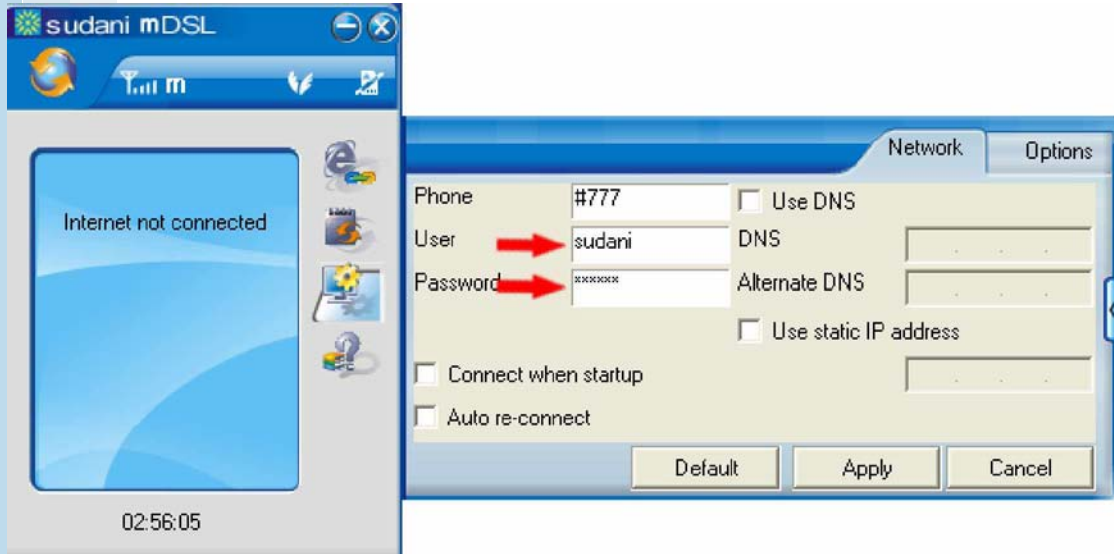 sudani mDSL
m
Internet not connected
02:56:05
Network Options
Phone #777 Use DNS
User sudani DNS
Password xxxxxx Alternate DNS
Use static IP address
Connect when startup
Auto re-connect
Default Apply Cancel